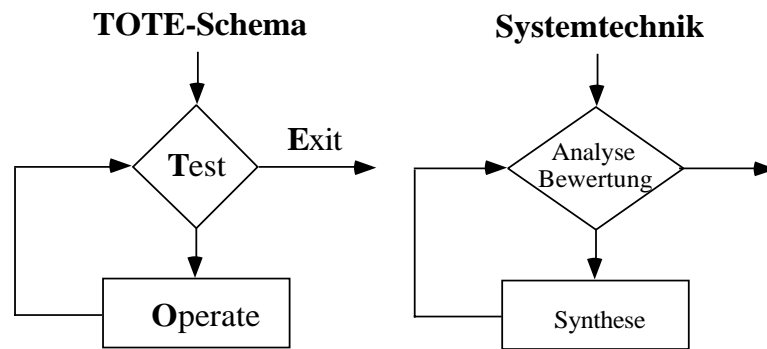 TOTE-Schema
Systemtechnik
Exit
Test
Analyse
Bewertung
Operate
Synthese